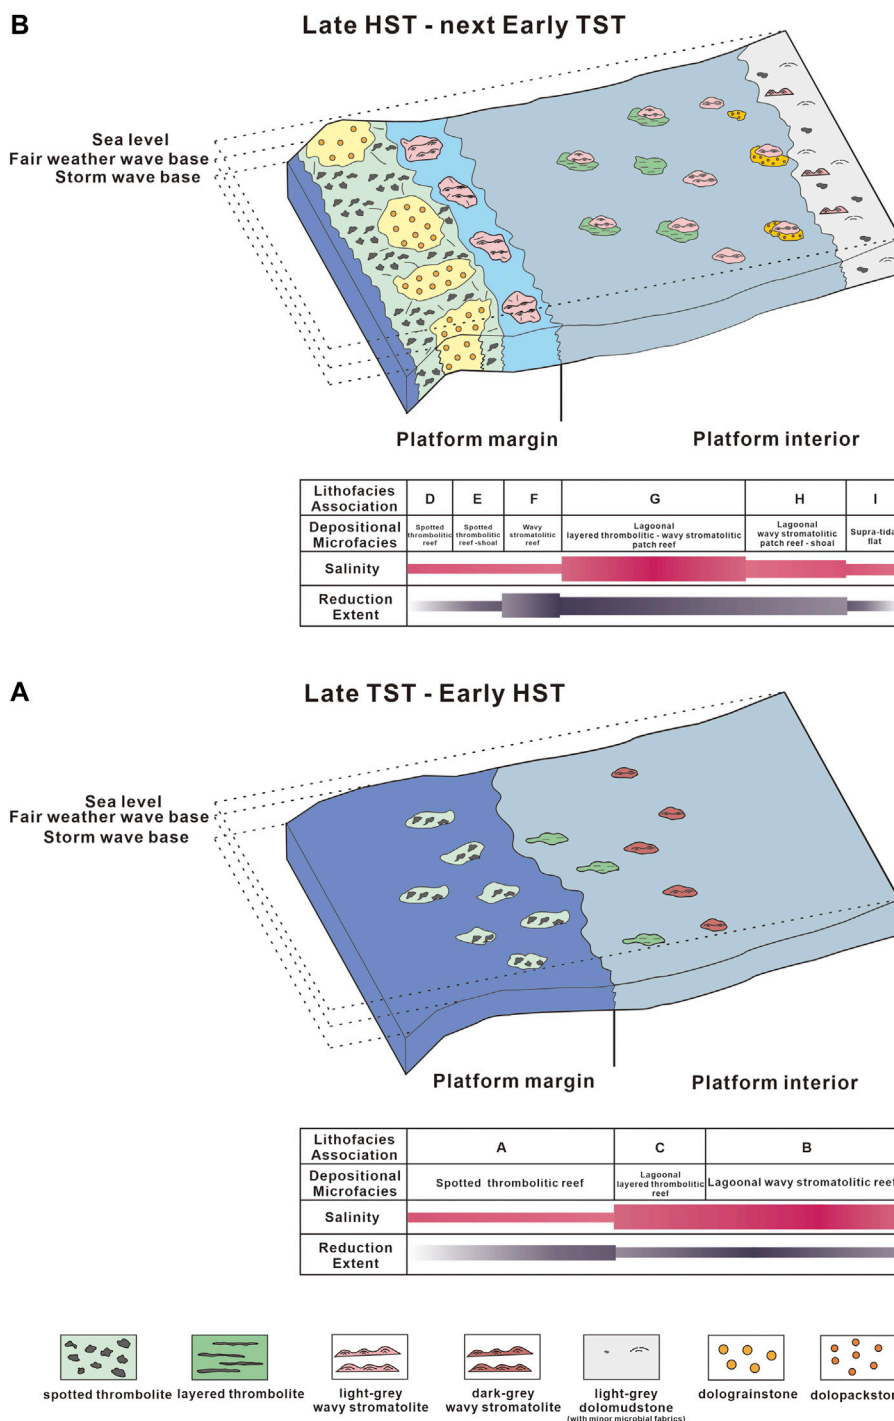 B
Late HST - next Early TST
Sea level
Fair weather wave base
Storm wave base
Platform margin
Platform interior
Lithofacies
Association
D
E
F
G
H
I
Depositional
Microfacies
Spotted
thrombolitic
reef
Spotted
thrombolitic
reef -shoal
Wavy
stromatolitic
reef
Lagoonal
layered thrombolitic - wavy stromatolitic
patch reef
Lagoonal
wavy stromatolitic
patch reef - shoal
Supra-tida
flat
Salinity
Reduction
Extent
A
Late TST - Early HST
Sea level
Fair weather wave base
Storm wave base
Platform margin
Platform interior
Lithofacies
Association
A
C
B
Depositional
Microfacies
Spotted thrombolitic reef
Lagoonal
layered thrombolitic
reef
Lagoonal wavy stromatolitic reef
Salinity
Reduction
Extent
spotted thrombolite
layered thrombolite
light-grey
wavy stromatolite
dark-grey
wavy stromatolite
light-grey
dolomudstone
(with minor microbial fabrics)
dolograinstone
dolopackston